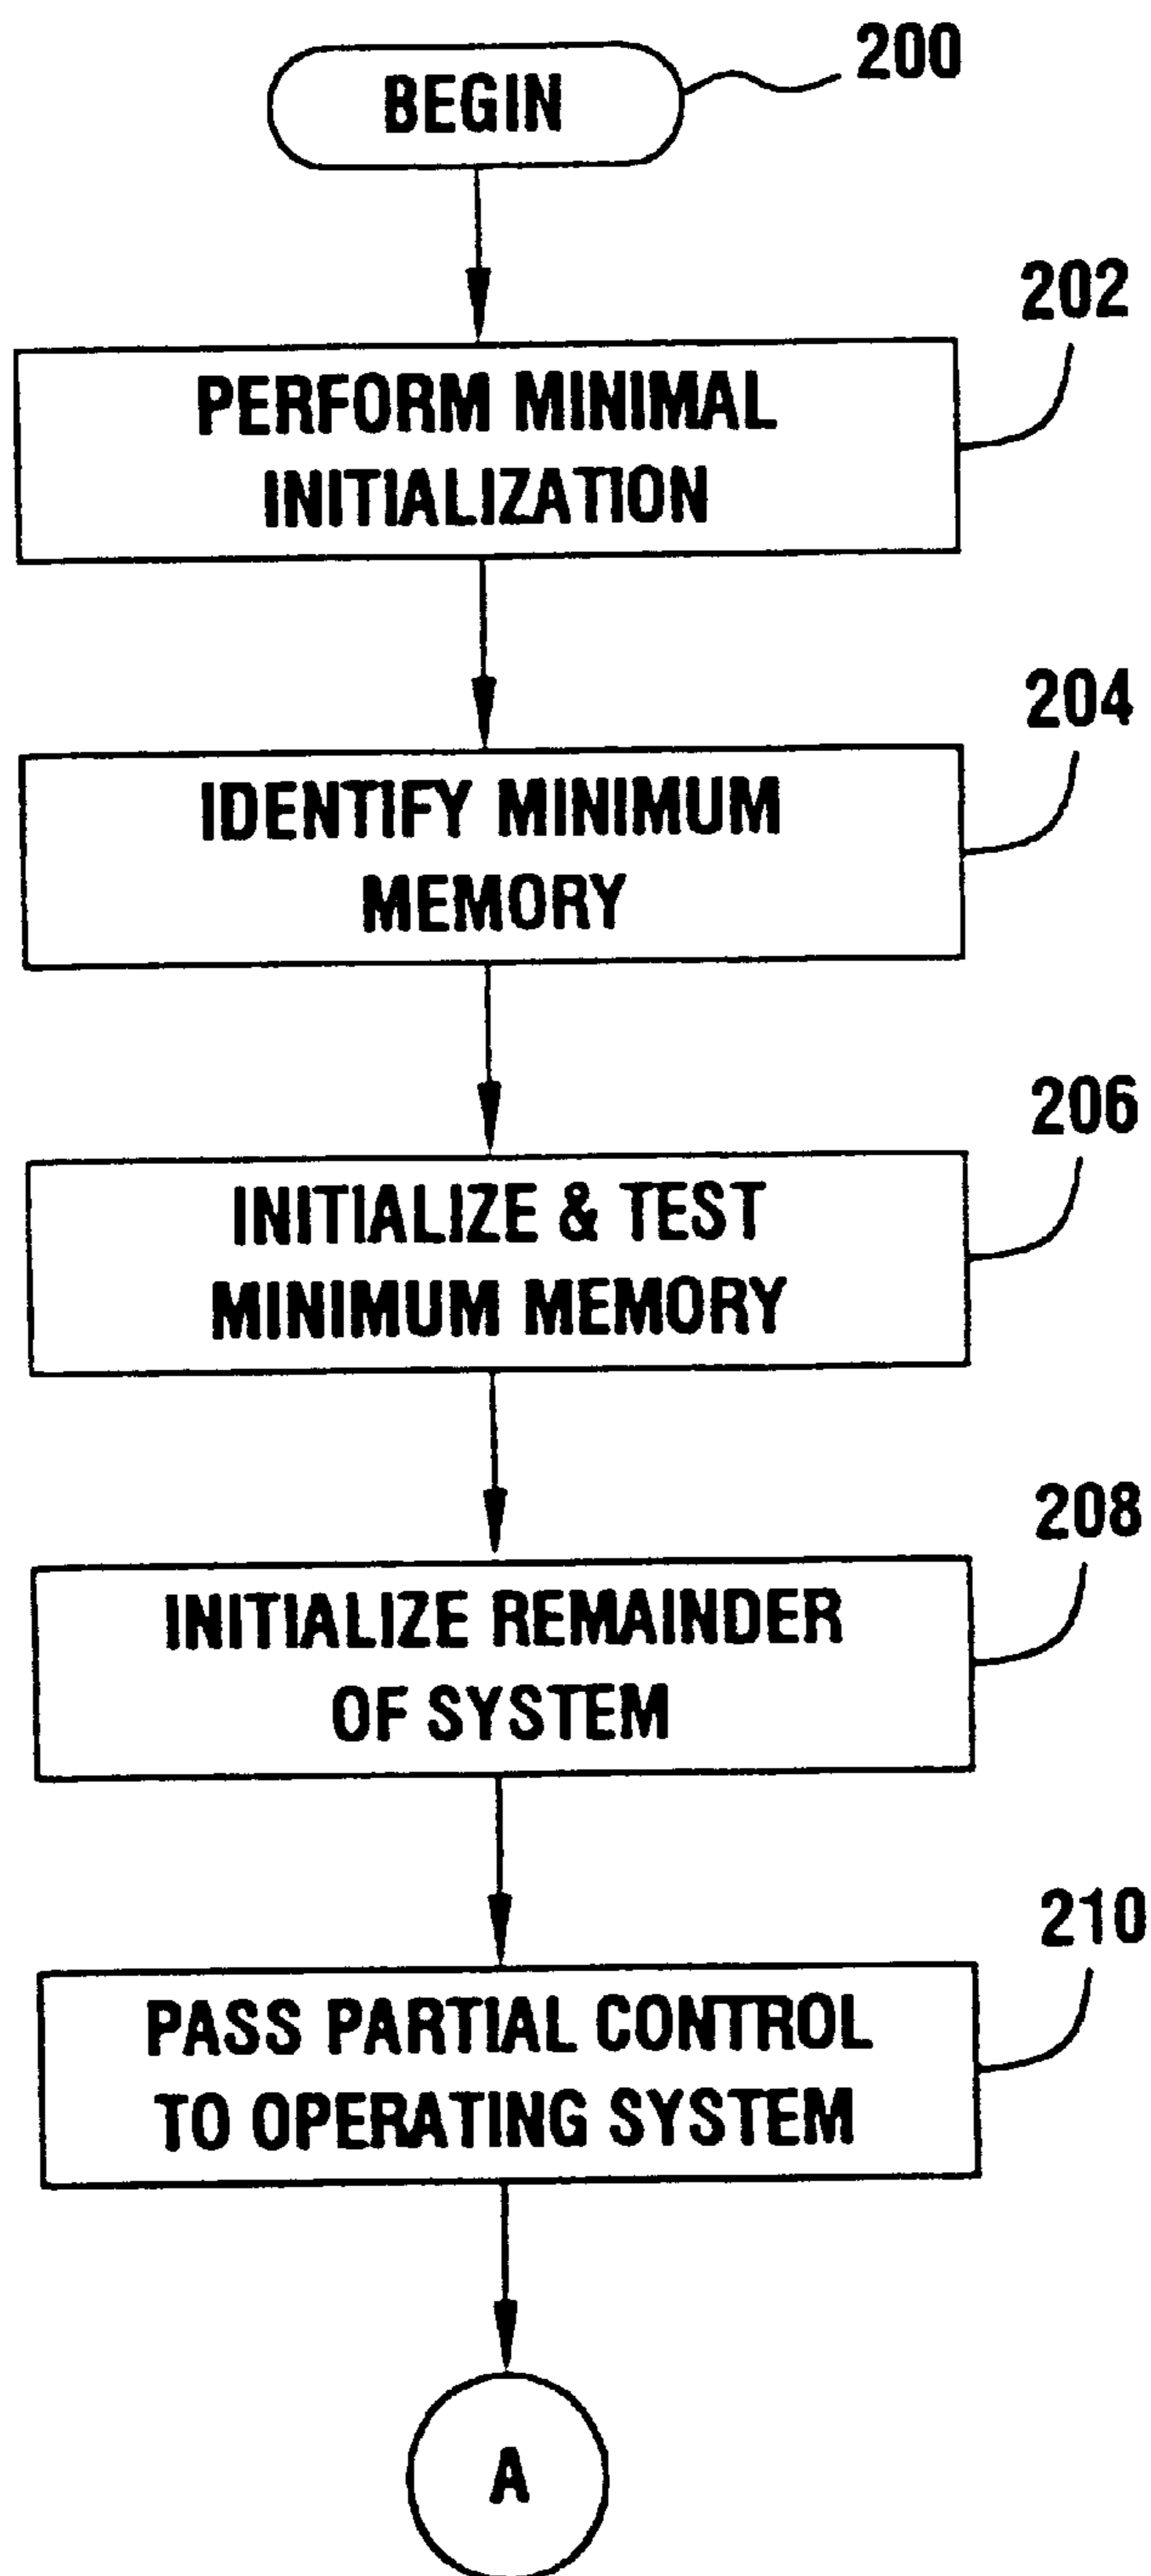 BEGIN
200
202
PERFORM MINIMAL
INITIALIZATION
204
IDENTIFY MINIMUM
MEMORY
206
INITIALIZE & TEST
MINIMUM MEMORY
208
INITIALIZE REMAINDER
OF SYSTEM
210
PASS PARTIAL CONTROL
TO OPERATING SYSTEM
A